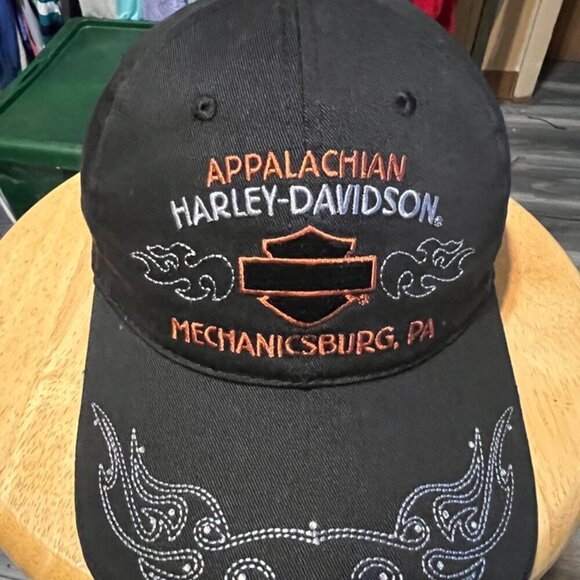 APPALACHIAN
HARLEY-DAVIDSON®
®
MECHANICSBURG, PA